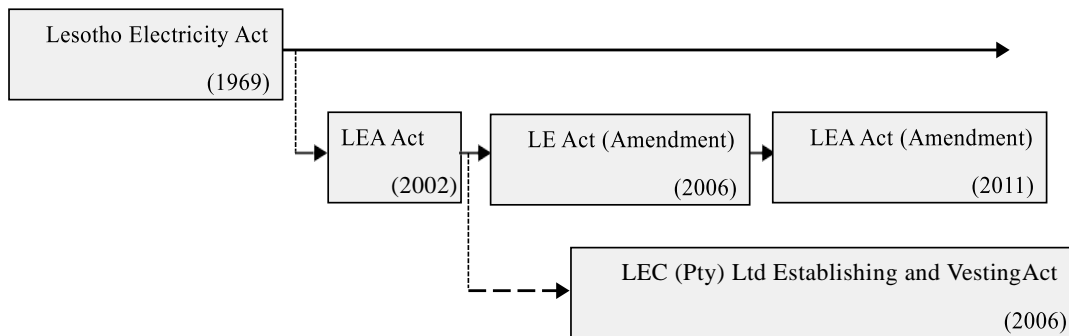 Lesotho Electricity Act
(1969)
LEA Act
(2002)
LE Act (Amendment)
(2006)
LEA Act (Amendment)
(2011)
LEC (Pty) Ltd Establishing and VestingAct
(2006)